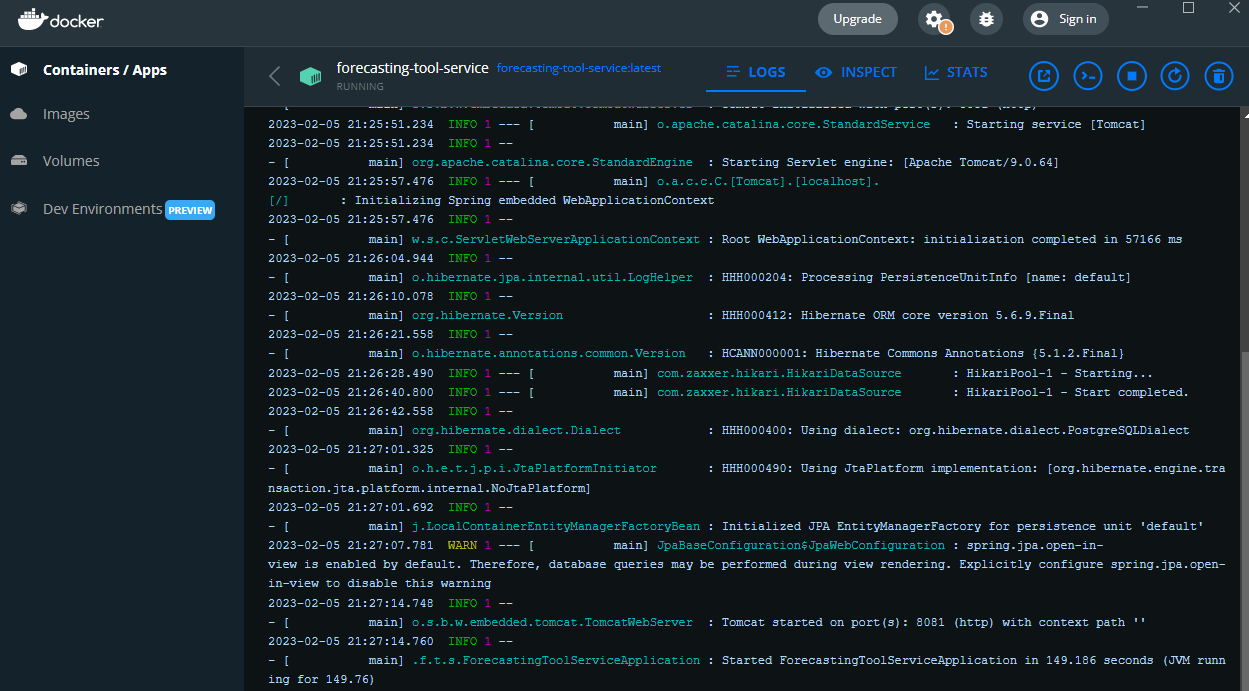 docker
Upgrade
Sign in
Containers / Apps
Images
Volumes
Dev Environments PREVIEW
forecasting-tool-service forecasting-tool-service:latest
RUNNING
LOGS
INSPECT
STATS
2023-02-05 21:25:51.234 INFO 1 --- [ main] o.apache.catalina.core.StandardService : Starting service [Tomcat]
2023-02-05 21:25:51.234 INFO 1 --
- [ main] org.apache.catalina.core.StandardEngine : Starting Servlet engine: [Apache Tomcat/9.0.64]
2023-02-05 21:25:57.476 INFO 1 --- [ main] o.a.c.c.C.[Tomcat].[localhost].
[/] : Initializing Spring embedded WebApplicationContext
2023-02-05 21:25:57.476 INFO 1 --
- [ main] w.s.c.ServletWebServerApplicationContext : Root WebApplicationContext: initialization completed in 57166 ms
2023-02-05 21:26:04.944 INFO 1 --
- [ main] o.hibernate.jpa.internal.util.LogHelper : HHH000204: Processing PersistenceUnitInfo [name: default]
2023-02-05 21:26:10.078 INFO 1 --
- [ main] org.hibernate.Version : HHH000412: Hibernate ORM core version 5.6.9.Final
2023-02-05 21:26:21.558 INFO 1 --
- [ main] o.hibernate.annotations.common.Version : HCANN000001: Hibernate Commons Annotations {5.1.2.Final}
2023-02-05 21:26:28.490 INFO 1 --- [ main] com.zaxxer.hikari.HikariDataSource : HikariPool-1 - Starting...
2023-02-05 21:26:40.800 INFO 1 --- [ main] com.zaxxer.hikari.HikariDataSource : HikariPool-1 - Start completed.
2023-02-05 21:26:42.558 INFO 1 --
- [ main] org.hibernate.dialect.Dialect : HHH000400: Using dialect: org.hibernate.dialect.PostgreSQLDialect
2023-02-05 21:27:01.325 INFO 1 --
- [ main] o.h.e.t.j.p.i.JtaPlatformInitiator : HHH000490: Using JtaPlatform implementation: [org.hibernate.engine.tra
nsaction.jta.platform.internal.NoJtaPlatform]
2023-02-05 21:27:01.692 INFO 1 --
- [ main] j.LocalContainerEntityManagerFactoryBean : Initialized JPA EntityManagerFactory for persistence unit 'default'
2023-02-05 21:27:07.781 WARN 1 --- [ main] JpaBaseConfiguration$JpaWebConfiguration : spring.jpa.open-in-
view is enabled by default. Therefore, database queries may be performed during view rendering. Explicitly configure spring.jpa.open-
in-view to disable this warning
2023-02-05 21:27:14.748 INFO 1 --
- [ main] o.s.b.w.embedded.tomcat.TomcatWebServer : Tomcat started on port(s): 8081 (http) with context path ''
2023-02-05 21:27:14.760 INFO 1 --
- [ main] .f.t.s.ForecastingToolServiceApplication : Started ForecastingToolServiceApplication in 149.186 seconds (JVM runn
ing for 149.76)